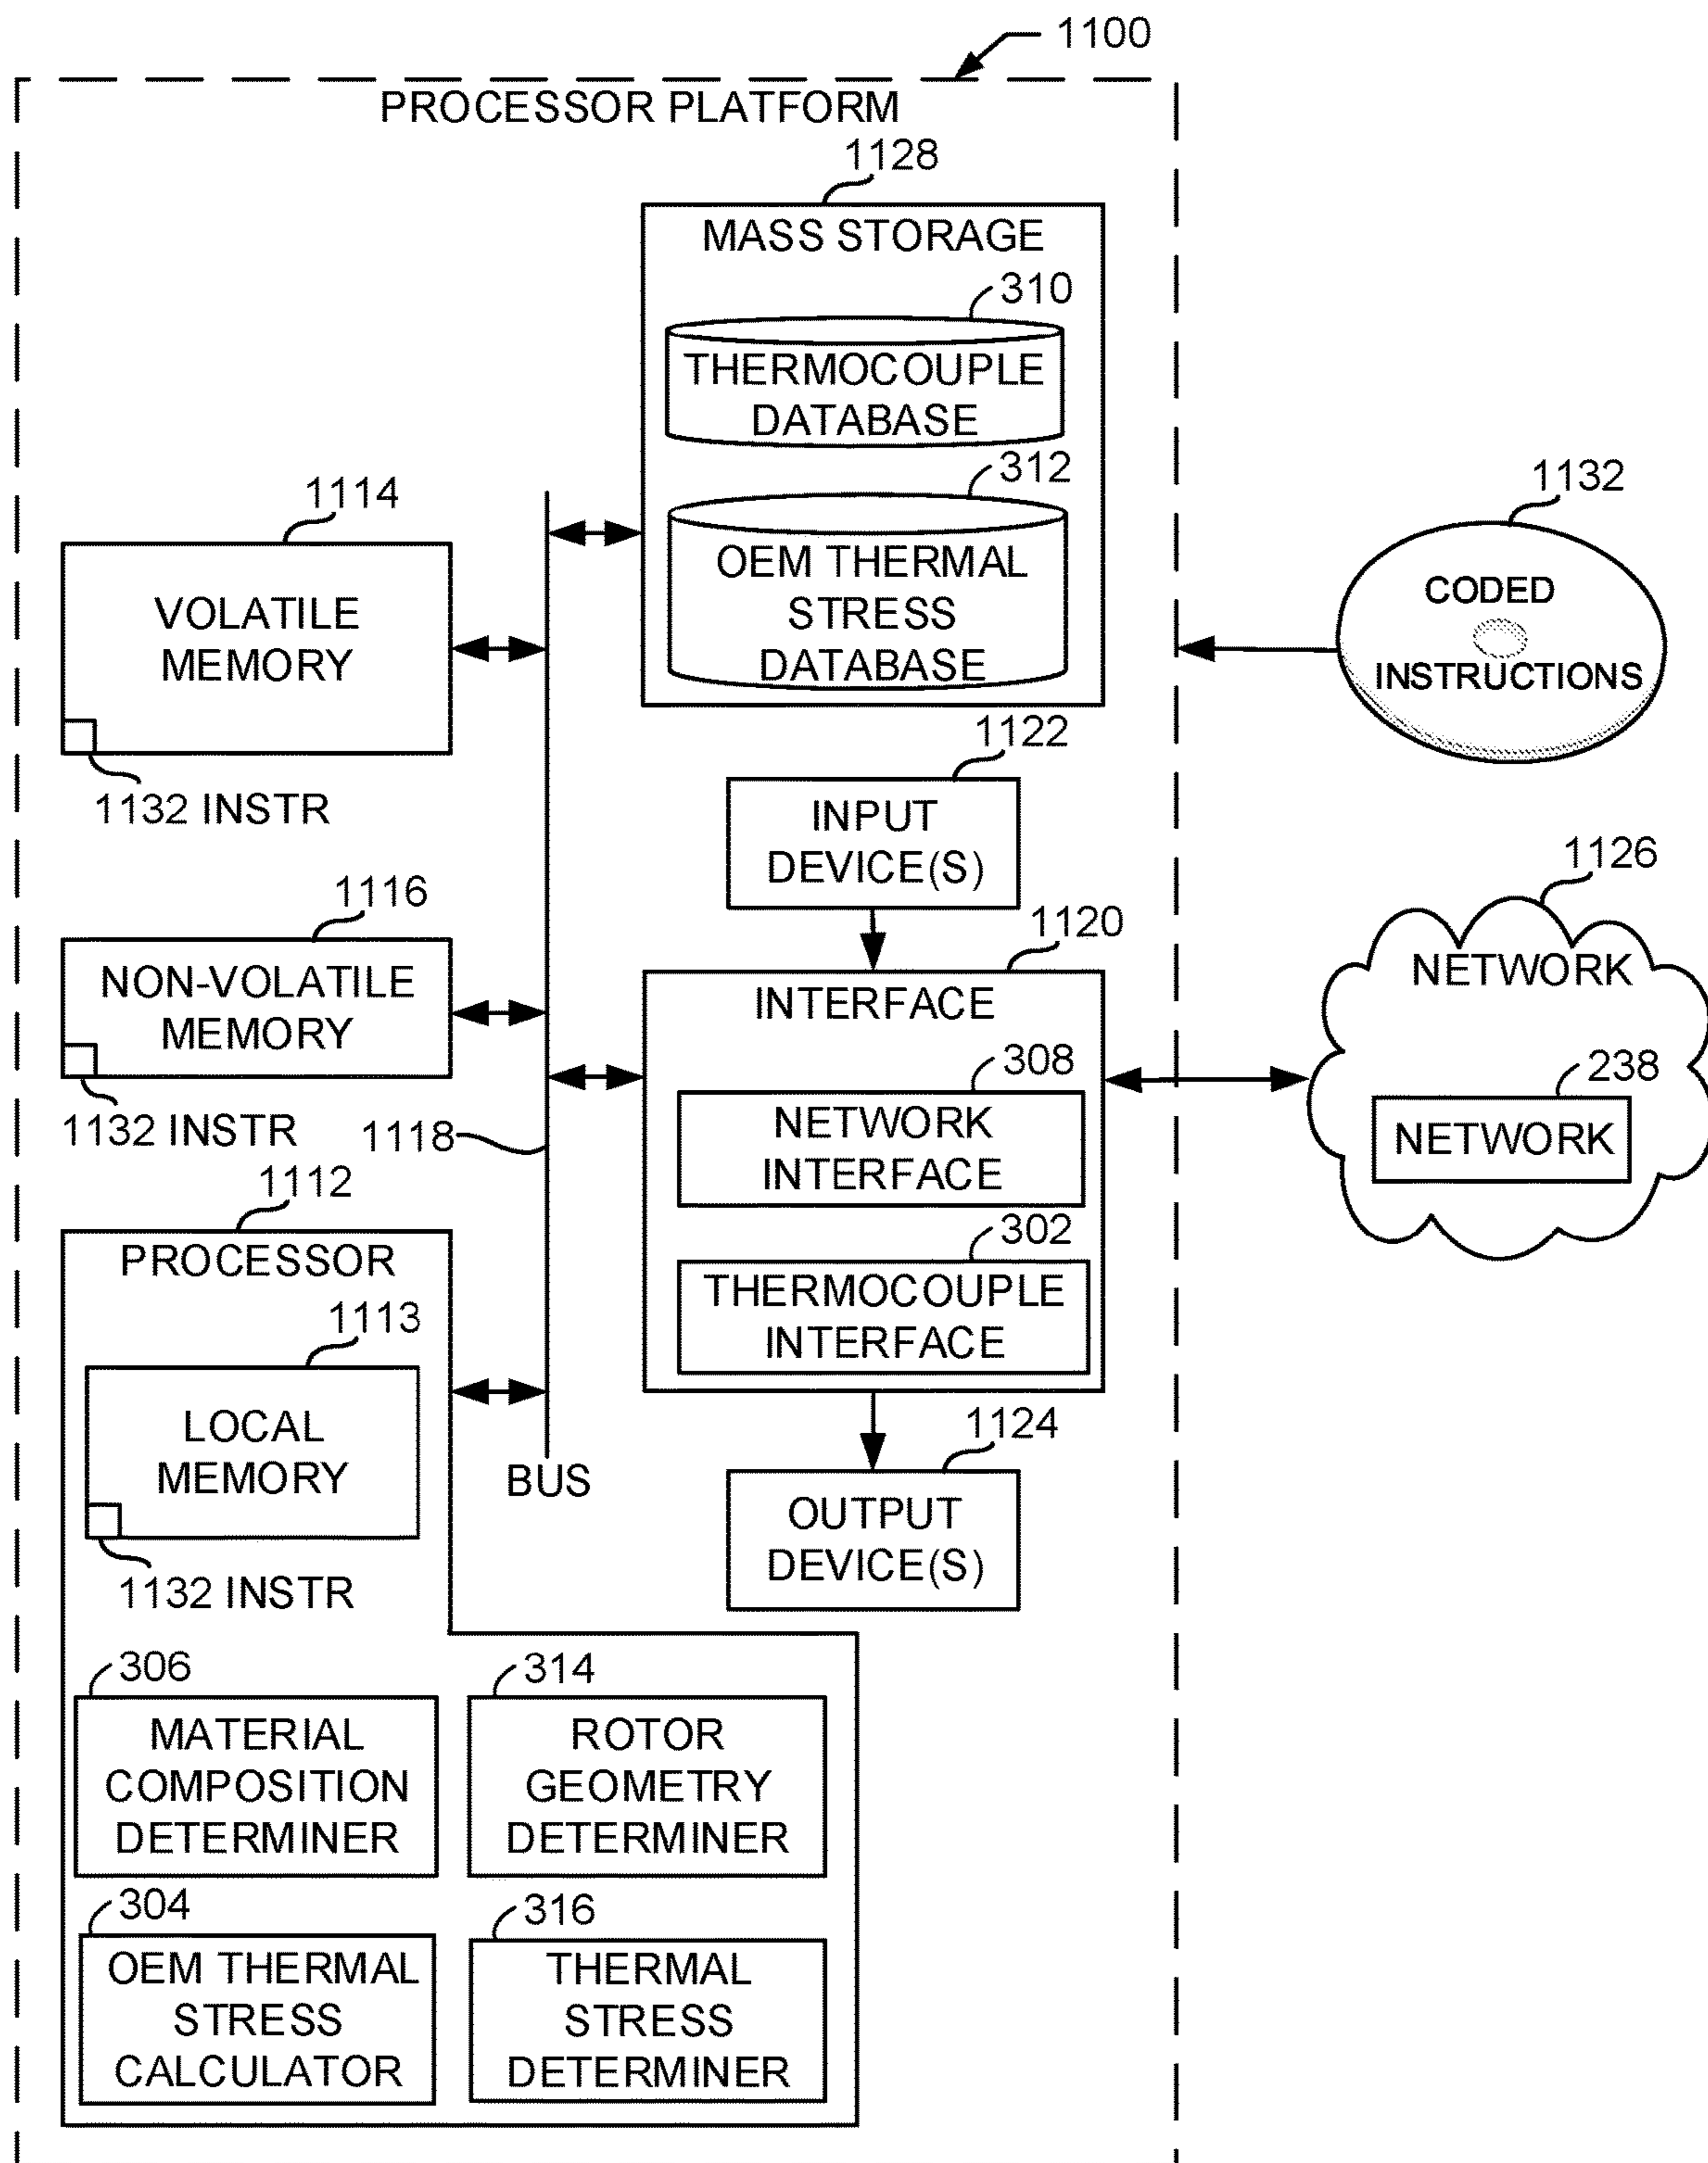 1100
PROCESSOR PLATFORM
1128
MASS STORAGE
310
THERMOCOUPLE
DATABASE
312
OEM THERMAL
STRESS
DATABASE
1114
VOLATILE
MEMORY
1132 INSTR
1132
CODED
INSTRUCTIONS
1122
INPUT
DEVICE(S)
1116
NON-VOLATILE
MEMORY
1132 INSTR
1118
1120
INTERFACE
308
NETWORK
INTERFACE
302
THERMOCOUPLE
INTERFACE
1126
NETWORK
238
NETWORK
1112
PROCESSOR
1113
LOCAL
MEMORY
1132 INSTR
BUS
1124
OUTPUT
DEVICE(S)
306
MATERIAL
COMPOSITION
DETERMINER
314
ROTOR
GEOMETRY
DETERMINER
304
OEM THERMAL
STRESS
CALCULATOR
316
THERMAL
STRESS
DETERMINER